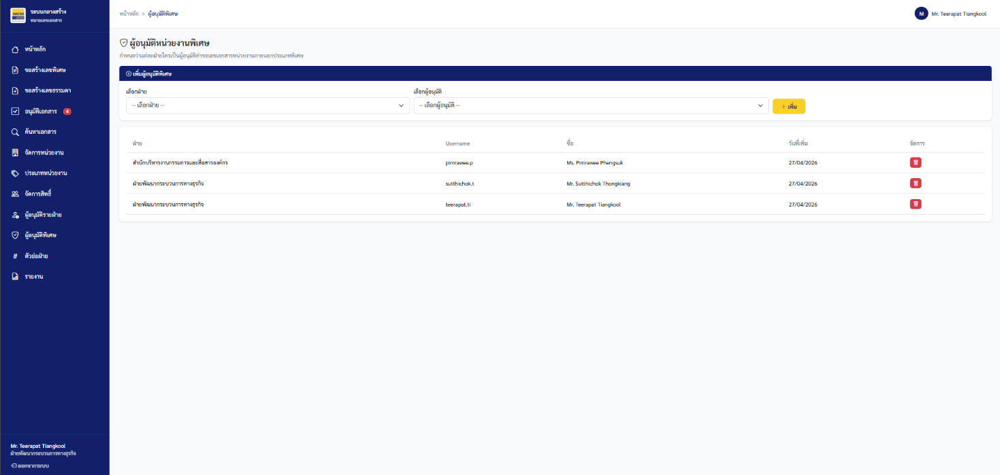 ระบบกลางสร้าง
หมายเลขเอกสาร
หน้าหลัก
ขอสร้างเลขพิเศษ
ขอสร้างเลขธรรมดา
อนุมัติเอกสาร 4
ค้นหาเอกสาร
จัดการหน่วยงาน
ประเภทหน่วยงาน
จัดการสิทธิ์
ผู้อนุมัติรายฝ่าย
ผู้อนุมัติพิเศษ
# ตัวย่อฝ่าย
รายงาน
Mr. Teerapat Tiangkool
ฝ่ายพัฒนากระบวนการทางธุรกิจ
ออกจากระบบ
หน้าหลัก > ผู้อนุมัติพิเศษ
M Mr. Teerapat Tiangkool
ผู้อนุมัติหน่วยงานพิเศษ
กำหนดว่าแต่ละฝ่ายใครเป็นผู้อนุมัติคำขอเลขเอกสารหน่วยงานภายนอกประเภทพิเศษ
เพิ่มผู้อนุมัติพิเศษ
เลือกฝ่าย เลือกผู้อนุมัติ
-- เลือกฝ่าย -- -- เลือกผู้อนุมัติ -- + เพิ่ม
ฝ่าย Username ชื่อ วันที่เพิ่ม จัดการ
สำนักบริหารงานกรรมการและสื่อสารองค์กร pimrawee.p Ms. Pimrawee Phengsuk 27/04/2026
ฝ่ายพัฒนากระบวนการทางธุรกิจ sutthichok.t Mr. Sutthichok Thongkiang 27/04/2026
ฝ่ายพัฒนากระบวนการทางธุรกิจ teerapat.ti Mr. Teerapat Tiangkool 27/04/2026